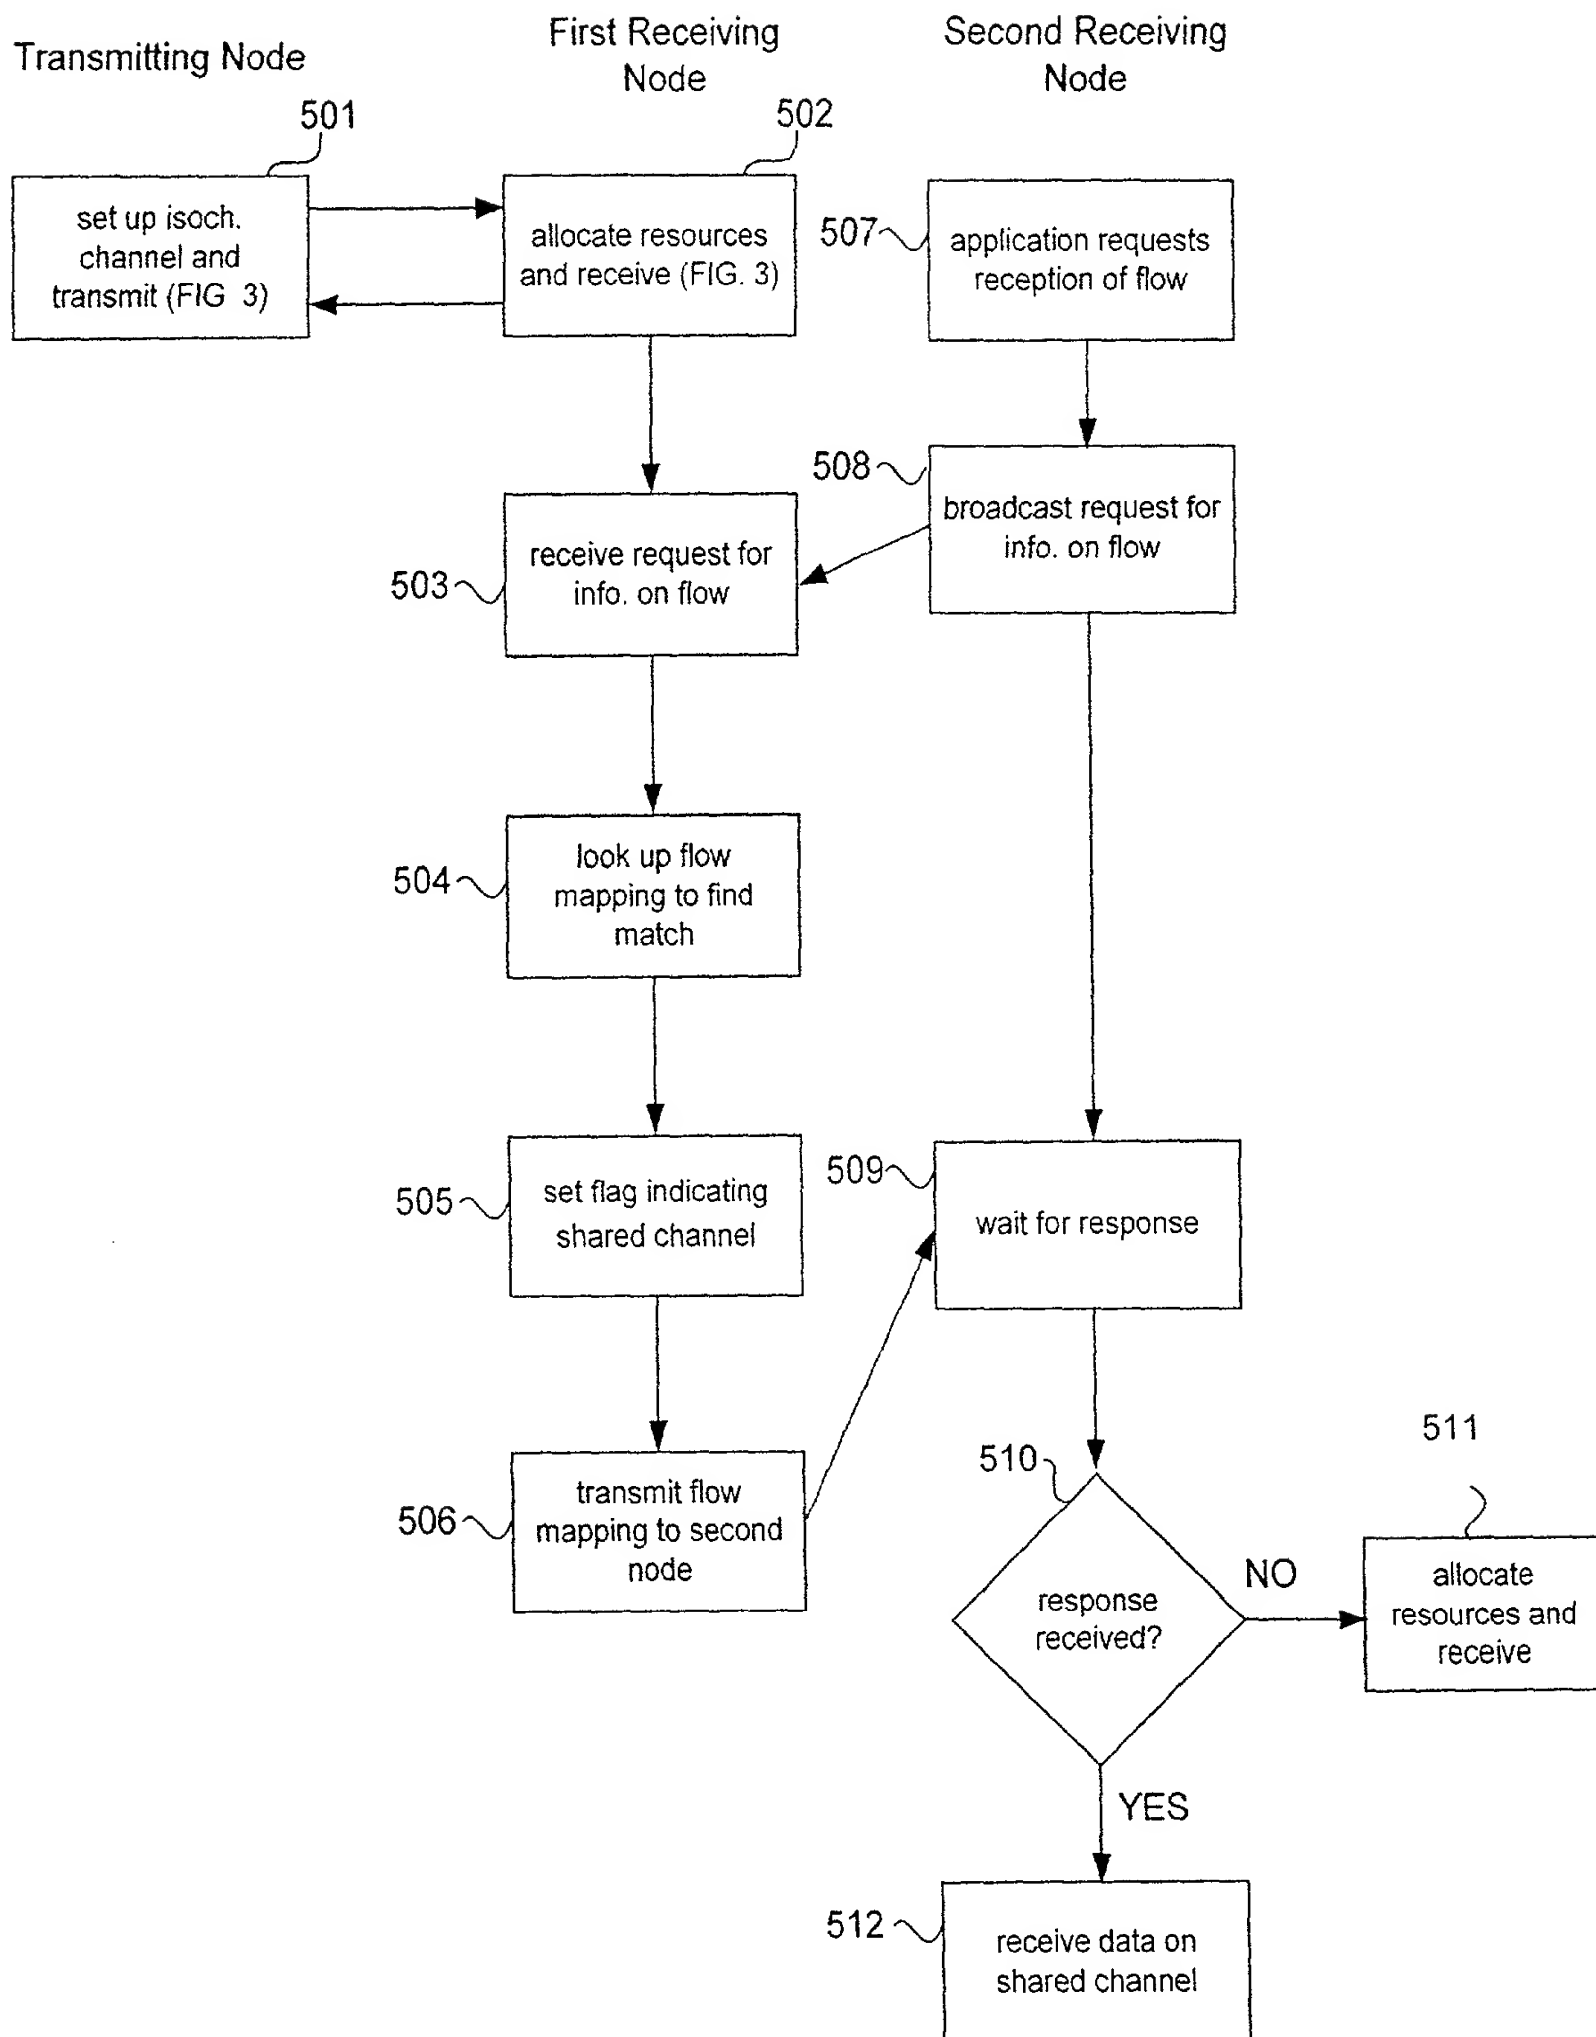 Transmitting Node
First Receiving
Node
Second Receiving
Node
501
502
set up isoch.
channel and
transmit (FIG 3)
allocate resources
and receive (FIG. 3)
507
application requests
reception of flow
508
broadcast request for
info. on flow
503
receive request for
info. on flow
504
look up flow
mapping to find
match
505
set flag indicating
shared channel
509
wait for response
506
transmit flow
mapping to second
node
510
response
received?
NO
511
allocate
resources and
receive
YES
512
receive data on
shared channel